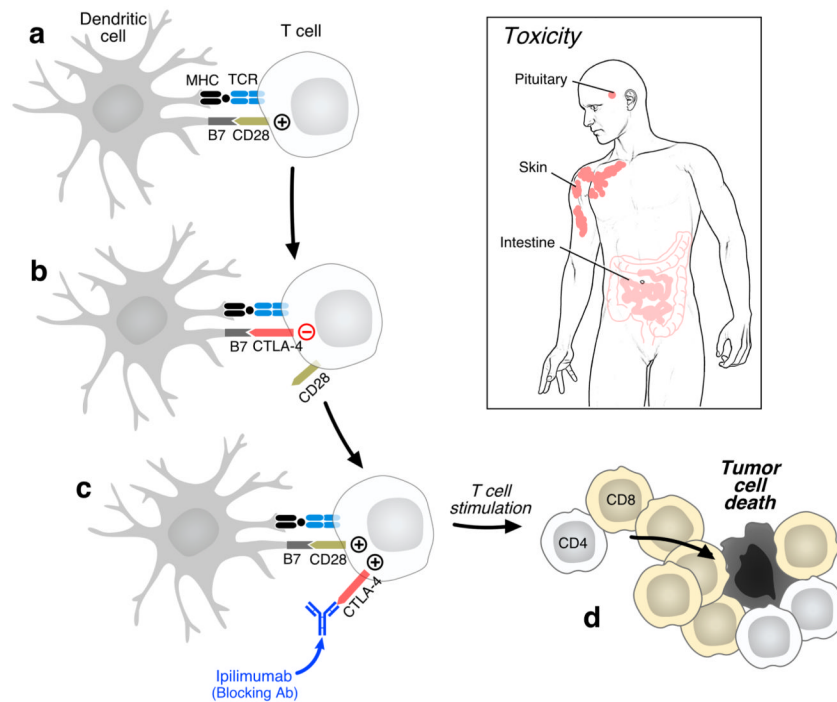 a
Dendritic
cell
T cell
MHC
TCR
B7
CD28
+
b
B7
CTLA-4
−
CD28
c
B7
CD28
+
+
CTLA-4
Ipilimumab
(Blocking Ab)
T cell
stimulation
CD4
CD8
Tumor
cell
death
d
Toxicity
Pituitary
Skin
Intestine